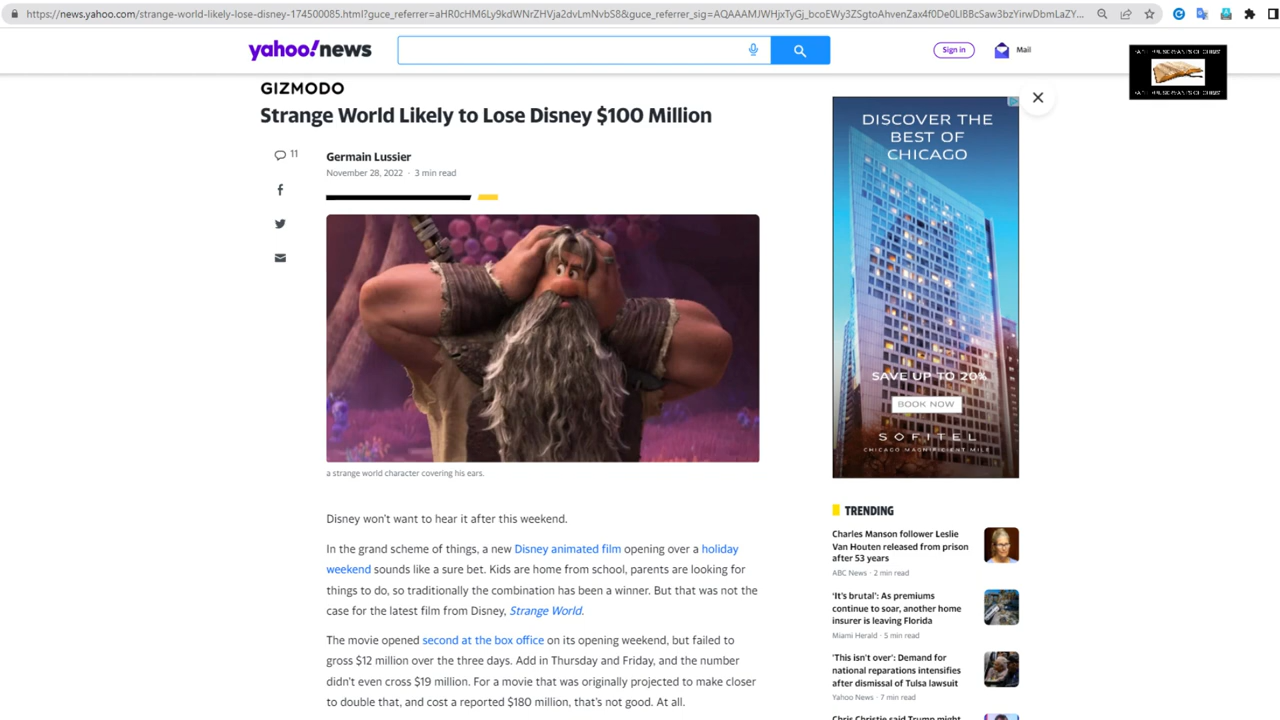 https://news.yahoo.com/strange-world-likely-lose-disney-174500085.html?guce_referrer=
yahoo!news
Sign in
Mail
GIZMODO
Strange World Likely to Lose Disney $100 Million
11
Germain Lussier
November 28, 2022 · 3 min read
a strange world character covering his ears.
Disney won't want to hear it after this weekend.
In the grand scheme of things, a new Disney animated film opening over a holiday
weekend sounds like a sure bet. Kids are home from school, parents are looking for
things to do, so traditionally the combination has been a winner. But that was not the
case for the latest film from Disney, Strange World.
The movie opened second at the box office on its opening weekend, but failed to
gross $12 million over the three days. Add in Thursday and Friday, and the number
didn't even cross $19 million. For a movie that was originally projected to make closer
to double that, and cost a reported $180 million, that's not good. At all.
DISCOVER THE
BEST OF
CHICAGO
SAVE UP TO 20%
BOOK NOW
SOFITEL
CHICAGO MAGNIFICENT MILE
TRENDING
Charles Manson follower Leslie
Van Houten released from prison
after 53 years
ABC News · 2 min read
'It's brutal': As premiums
continue to soar, another home
insurer is leaving Florida
Miami Herald · 5 min read
'This isn't over': Demand for
national reparations intensifies
after dismissal of Tulsa lawsuit
Yahoo News · 7 min read
Chris Christie said Trump might